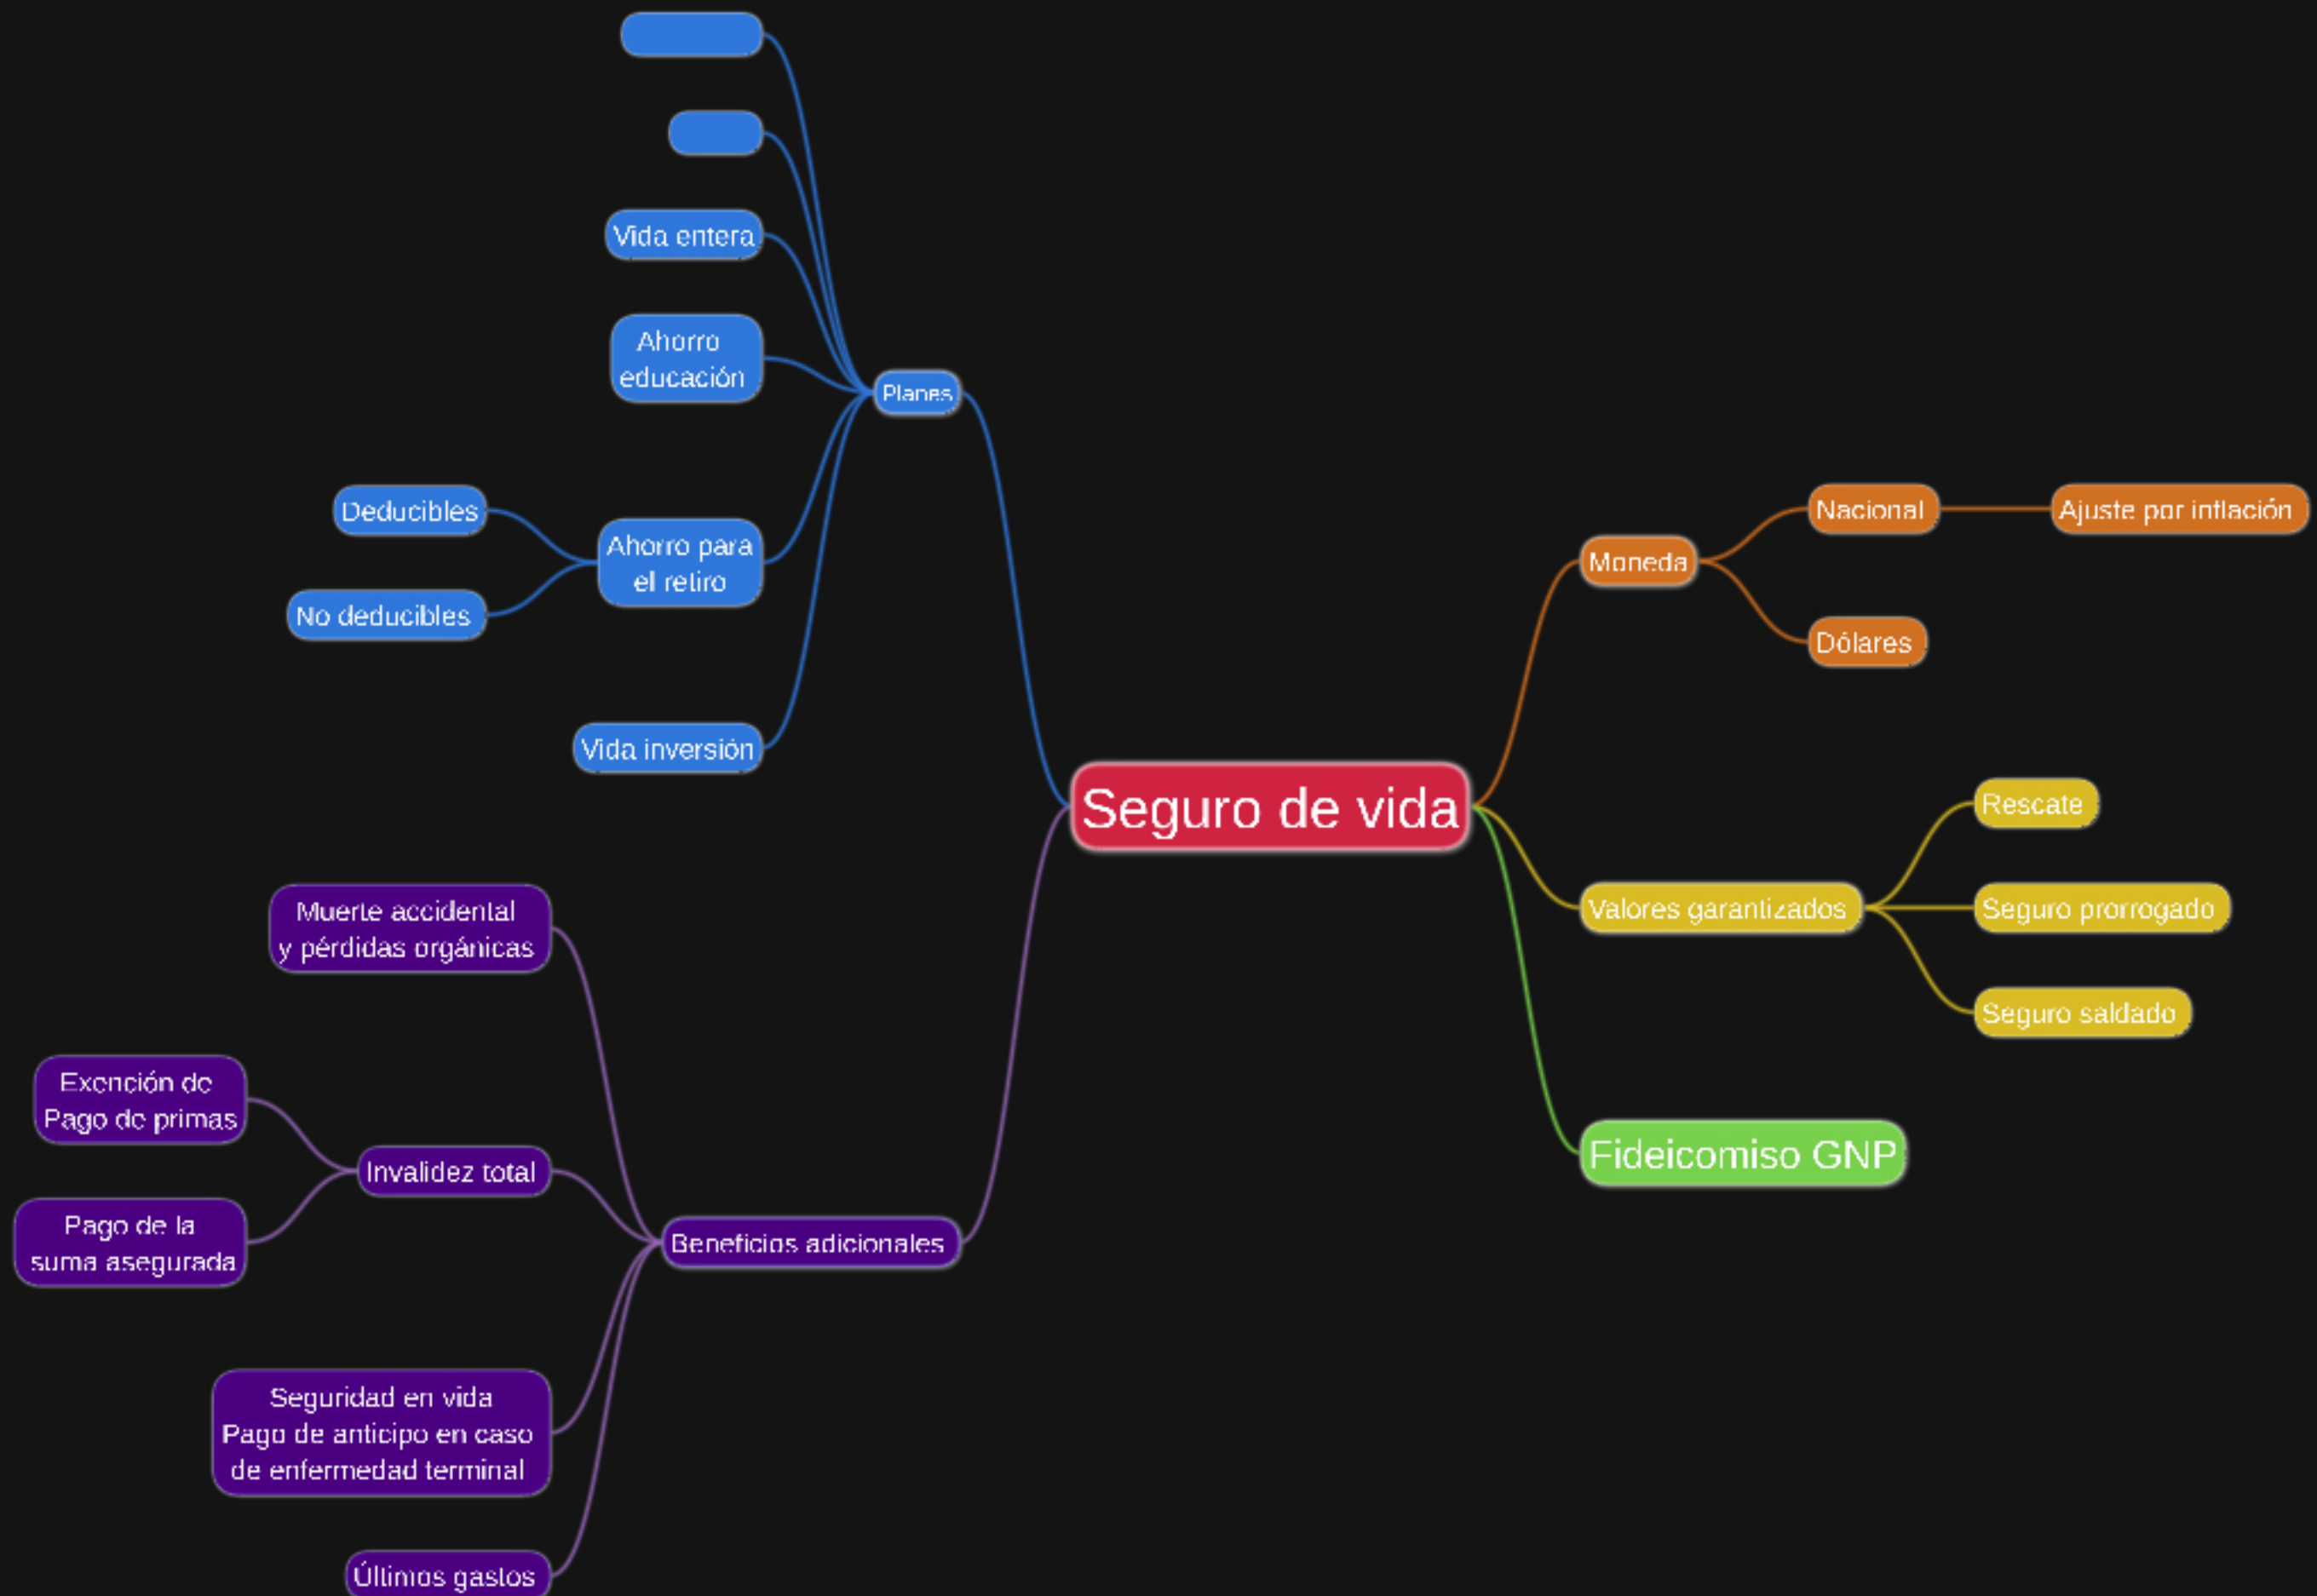 Vida entera
Ahorro
educación
Planes
Deducibles
Ahorro para
el retiro
No deducibles
Vida inversión
Nacional
Ajuste por inflación
Moneda
Dólares
Seguro de vida
Rescate
Valores garantizados
Seguro prorrogado
Seguro saldado
Fideicomiso GNP
Muerte accidental
y pérdidas orgánicas
Exención de
Pago de primas
Invalidez total
Pago de la
suma asegurada
Beneficios adicionales
Seguridad en vida
Pago de anticipo en caso
de enfermedad terminal
Últimos gastos